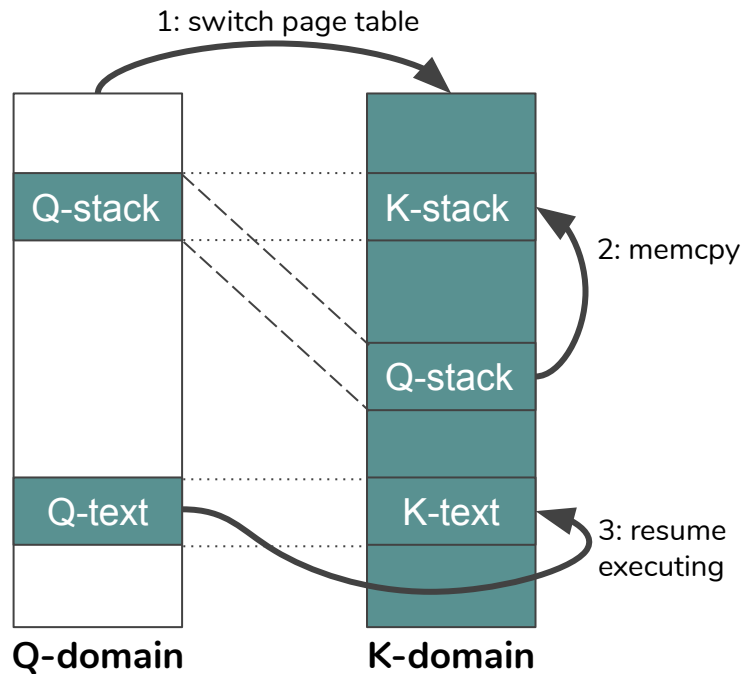 1: switch page table
Q-stack
K-stack
2: memcpy
Q-stack
Q-text
K-text
3: resume
executing
Q-domain
K-domain